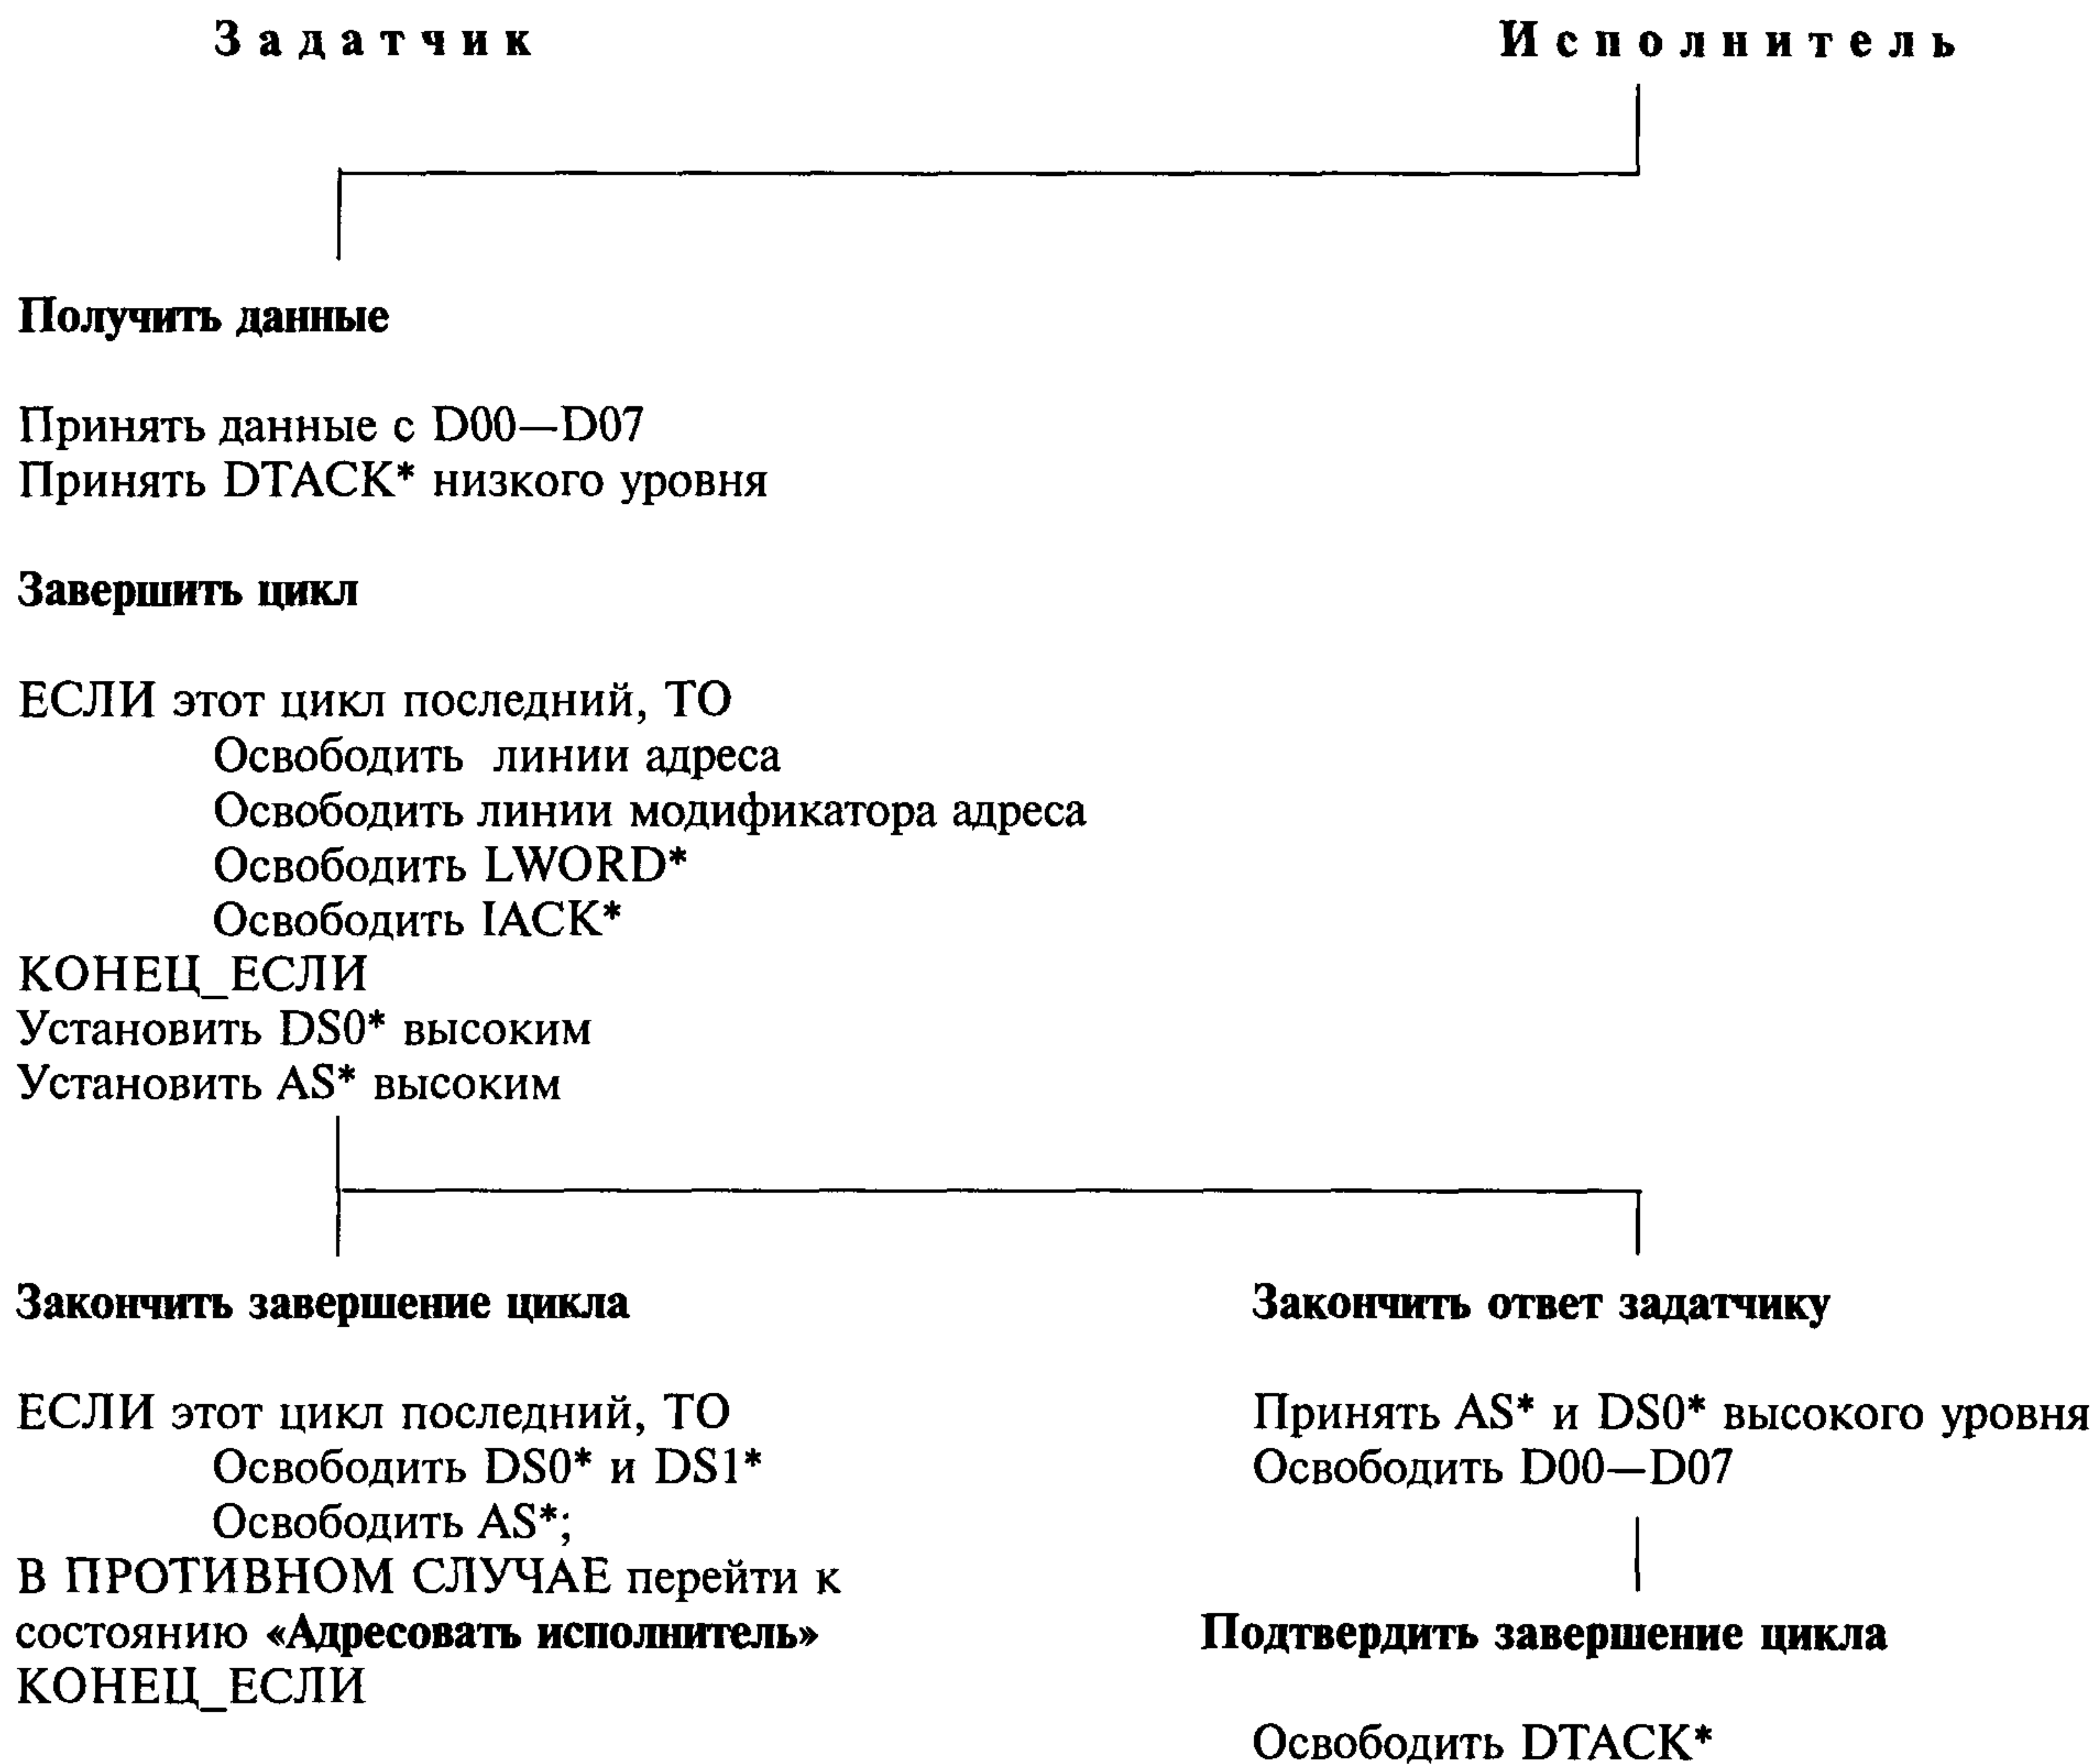 Задатчик Исполнитель
Получить данные
Принять данные с D00—D07
Принять DTACK* низкого уровня
Завершить цикл
ЕСЛИ этот цикл последний, ТО
Освободить линии адреса
Освободить линии модификатора адреса
Освободить LWORD*
Освободить IACK*
КОНЕЦ_ЕСЛИ
Установить DS0* высоким
Установить AS* высоким
Закончить завершение цикла
ЕСЛИ этот цикл последний, ТО
Освободить DS0* и DS1*
Освободить AS*;
В ПРОТИВНОМ СЛУЧАЕ перейти к
состоянию «Адресовать исполнитель»
КОНЕЦ_ЕСЛИ
Закончить ответ задатчику
Принять AS* и DS0* высокого уровня
Освободить D00—D07
Подтвердить завершение цикла
Освободить DTACK*